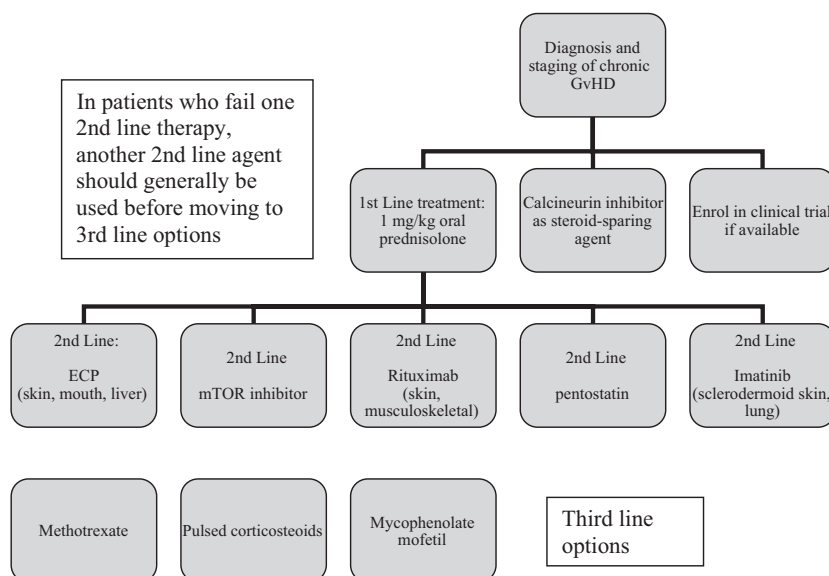 Diagnosis and
staging of chronic
GvHD
In patients who fail one
2nd line therapy,
another 2nd line agent
should generally be
used before moving to
3rd line options
1st Line treatment:
1 mg/kg oral
prednisolone
Calcineurin inhibitor
as steroid-sparing
agent
Enrol in clinical trial
if available
2nd Line:
ECP
(skin, mouth, liver)
2nd Line
mTOR inhibitor
2nd Line
Rituximab
(skin,
musculoskeletal)
2nd Line
pentostatin
2nd Line
Imatinib
(sclerodermoid skin,
lung)
Methotrexate
Pulsed corticosteoids
Mycophenolate
mofetil
Third line
options